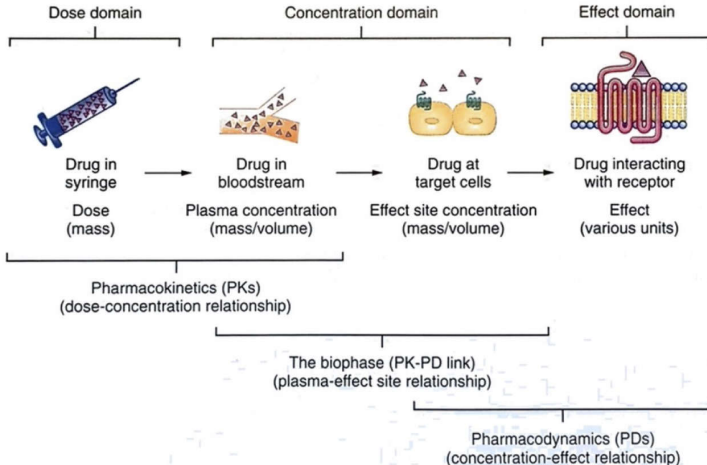 Dose domain
Concentration domain
Effect domain
Drug in
syringe
Drug in
bloodstream
Drug at
target cells
Drug interacting
with receptor
Dose
(mass)
Plasma concentration
(mass/volume)
Effect site concentration
(mass/volume)
Effect
(various units)
Pharmacokinetics (PKs)
(dose-concentration relationship)
The biophase (PK-PD link)
(plasma-effect site relationship)
Pharmacodynamics (PDs)
(concentration-effect relationship)